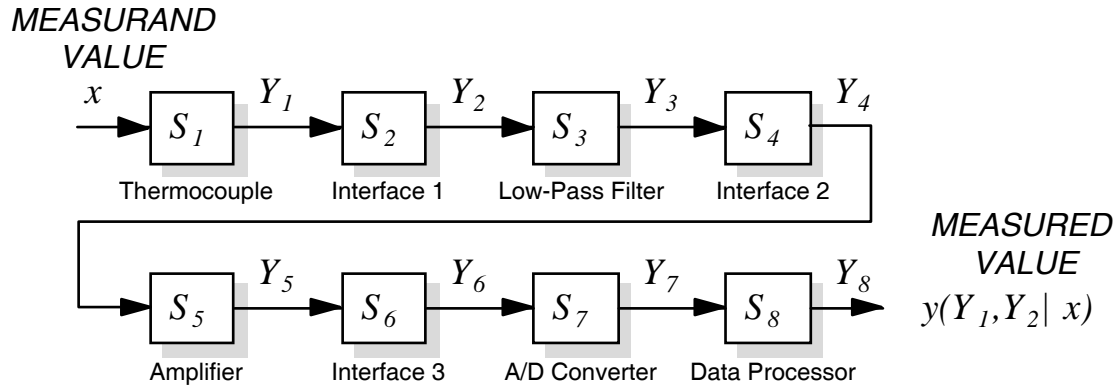 MEASURAND
VALUE
x
Y1
Y2
Y3
Y4
S1
S2
S3
S4
Thermocouple
Interface 1
Low-Pass Filter
Interface 2
MEASURED
VALUE
Y5
Y6
Y7
Y8
y(Y1,Y2| x)
S5
S6
S7
S8
Amplifier
Interface 3
A/D Converter
Data Processor